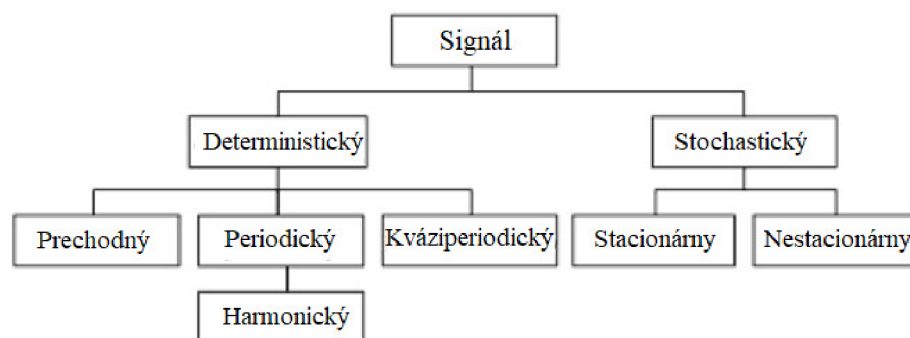 Signál
Deterministický
Stochastický
Prechodný
Periodický
Kváziperiodický
Stacionárny
Nestacionárny
Harmonický